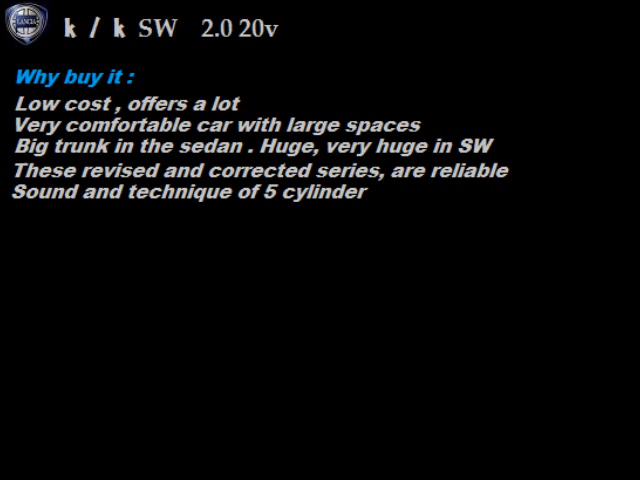 LANCIA k / k SW 2.0 20v
Why buy it :
Low cost , offers a lot
Very comfortable car with large spaces
Big trunk in the sedan . Huge, very huge in SW
These revised and corrected series, are reliable
Sound and technique of 5 cylinder